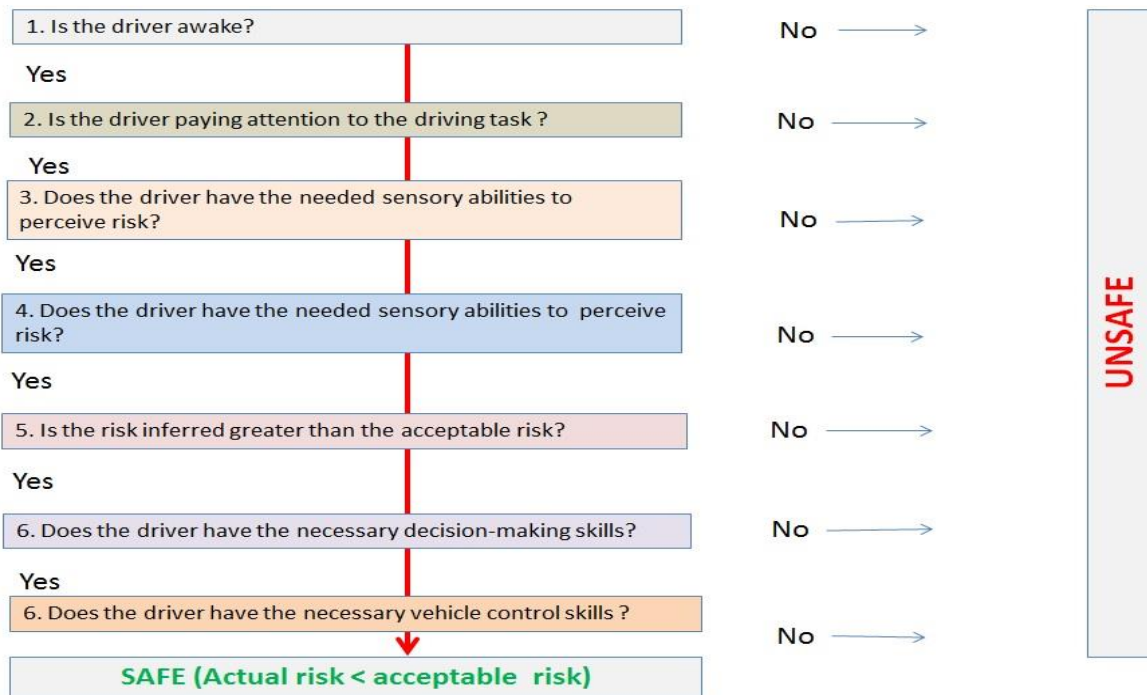 1. Is the driver awake?
No
Yes
2. Is the driver paying attention to the driving task ?
No
Yes
3. Does the driver have the needed sensory abilities to
perceive risk?
No
Yes
4. Does the driver have the needed sensory abilities to perceive
risk?
No
Yes
5. Is the risk inferred greater than the acceptable risk?
No
Yes
6. Does the driver have the necessary decision-making skills?
No
Yes
6. Does the driver have the necessary vehicle control skills ?
No
SAFE (Actual risk < acceptable risk)
UNSAFE